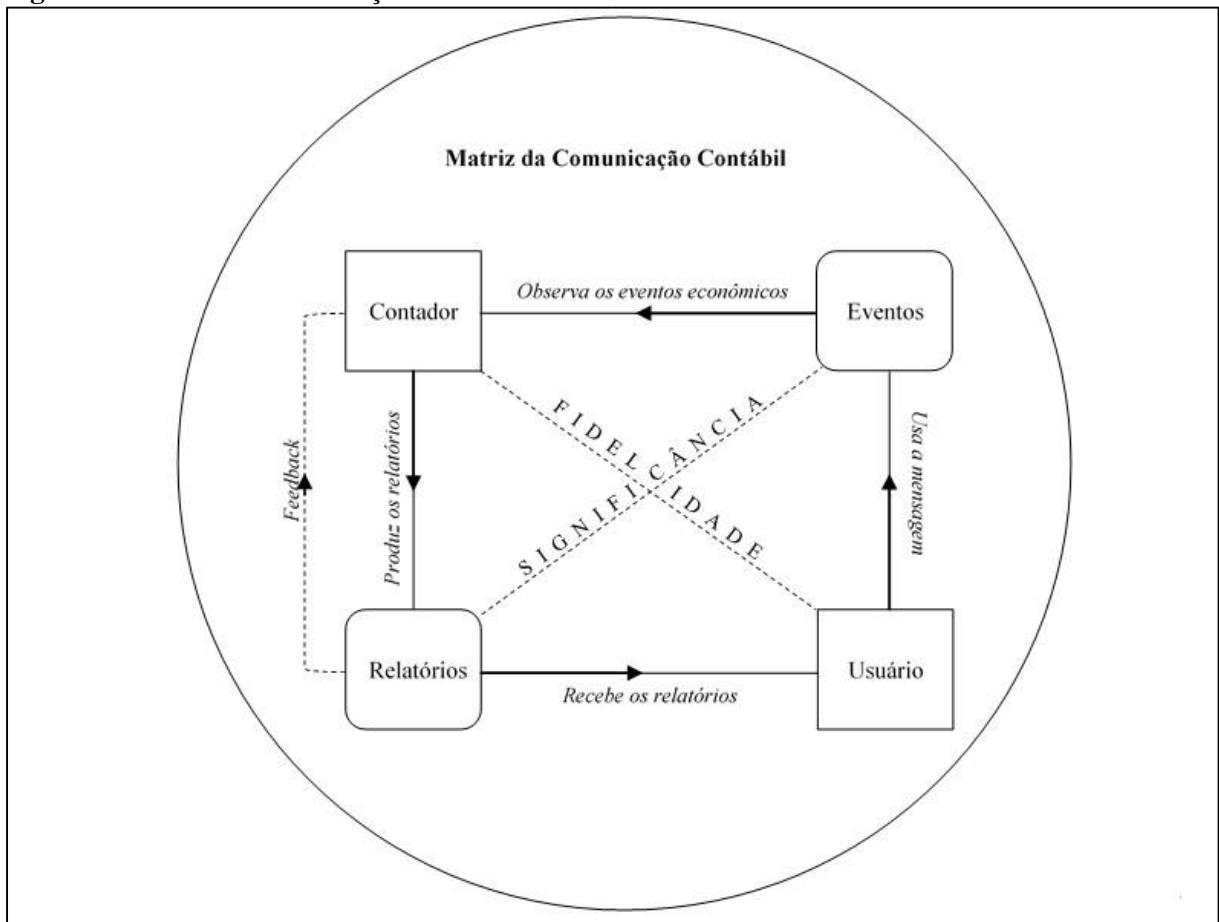 Matriz da Comunicação Contábil
Contador
Observa os eventos econômicos
Eventos
Feedback
Produz os relatórios
FIDELIDADE
SIGNIFICÂNCIA
Usa a mensagem
Relatórios
Recebe os relatórios
Usuário